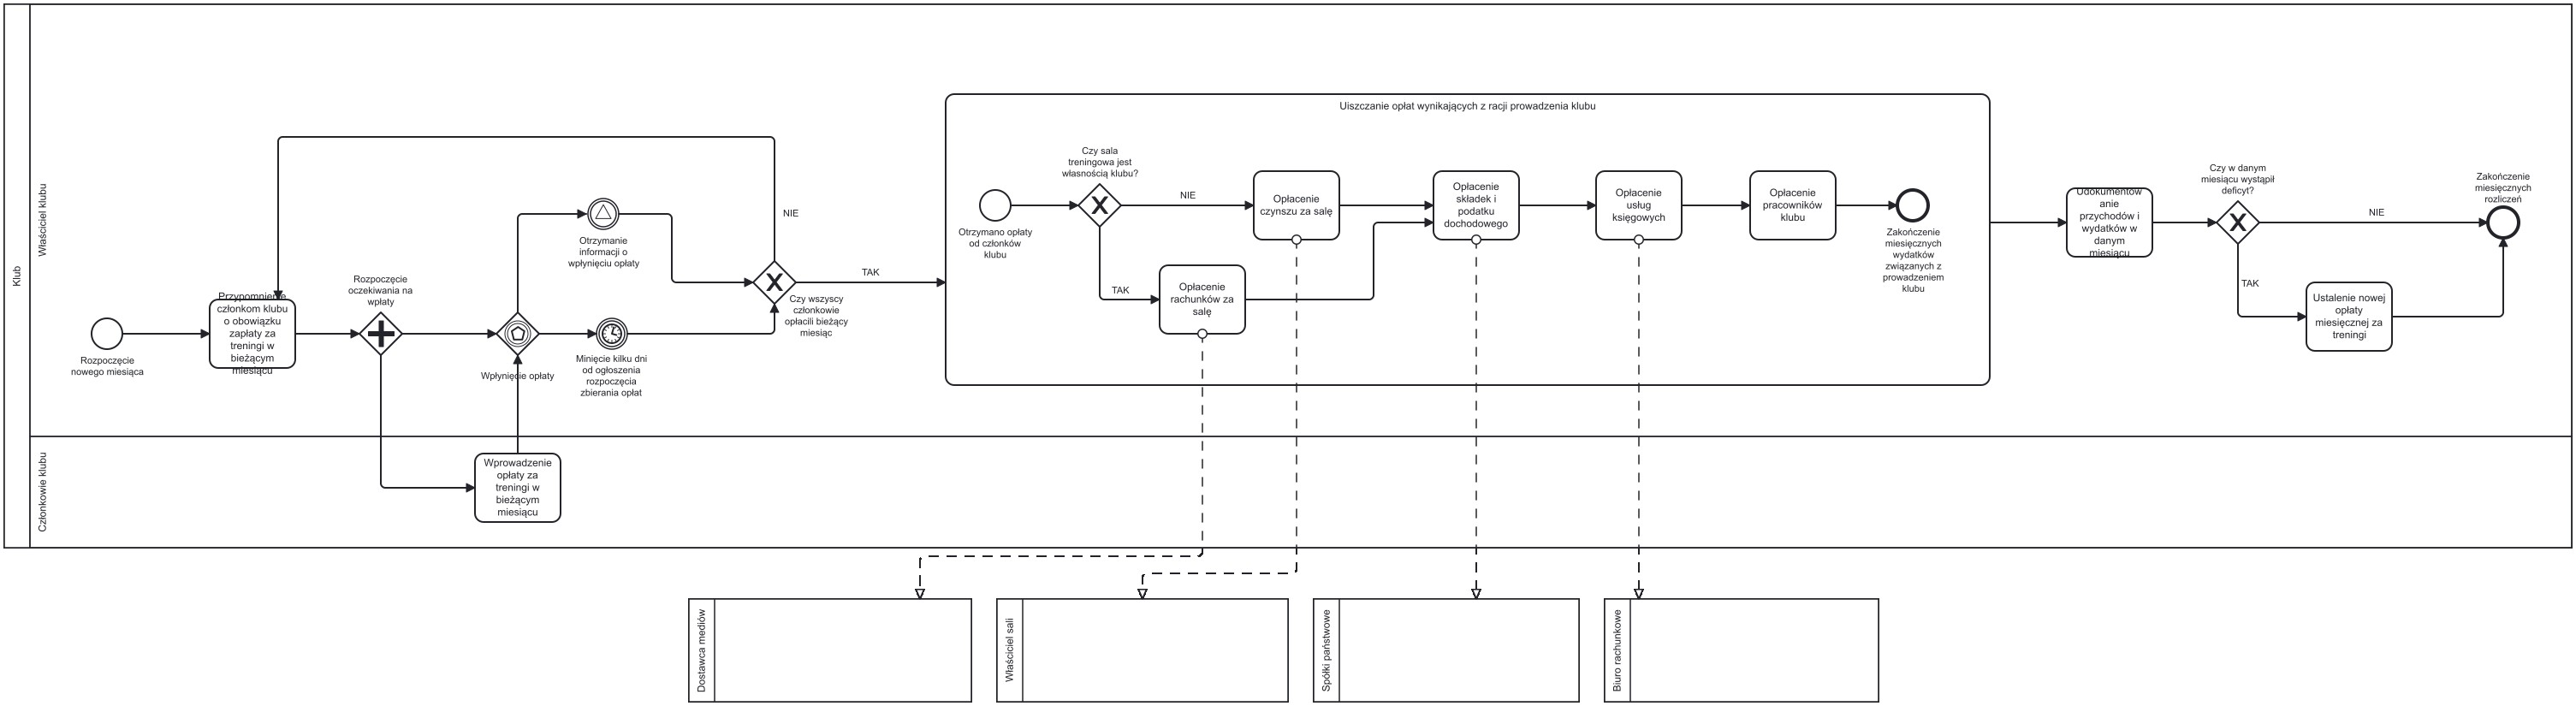 Klub
Właściciel klubu
Członkowie klubu
Rozpoczęcie
nowego miesiąca
Przypomnienie
członkom klubu
o obowiązku
zapłaty za
treningi w
bieżącym
miesiącu
Rozpoczęcie
oczekiwania na
wpłaty
Wpłynięcie opłaty
Otrzymanie
informacji o
wpłynięciu opłaty
Minięcie kilku dni
od ogłoszenia
rozpoczęcia
zbierania opłat
NIE
TAK
Czy wszyscy
członkowie
opłacili bieżący
miesiąc
Wprowadzenie
opłaty za
treningi w
bieżącym
miesiącu
Uiszczanie opłat wynikających z racji prowadzenia klubu
Otrzymano opłaty
od członków
klubu
Czy sala
treningowa jest
własnością klubu?
NIE
TAK
Opłacenie
czynszu za salę
Opłacenie
rachunków za
salę
Opłacenie
składek i
podatku
dochodowego
Opłacenie
usług
księgowych
Opłacenie
pracowników
klubu
Zakończenie
miesięcznych
wydatków
związanych z
prowadzeniem
klubu
Udokumentow
anie
przychodów i
wydatków w
danym
miesiącu
Czy w danym
miesiącu wystąpił
deficyt?
NIE
TAK
Ustalenie nowej
opłaty
miesięcznej za
treningi
Zakończenie
miesięcznych
rozliczeń
Dostawca mediów
Właściciel sali
Spółki państwowe
Biuro rachunkowe